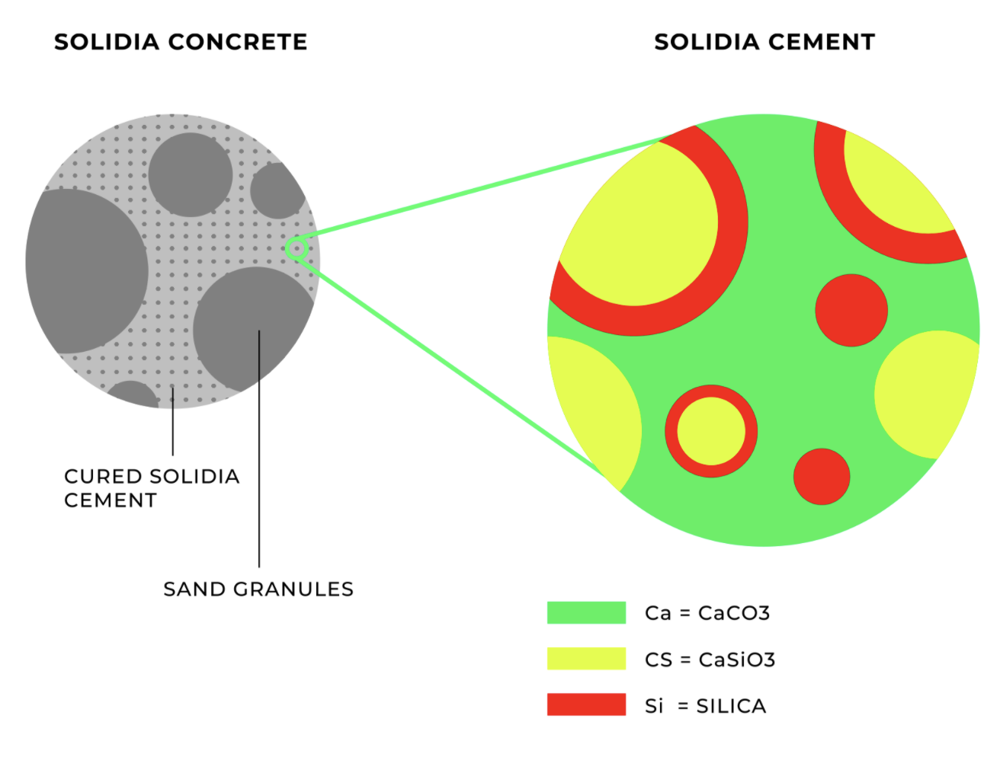 SOLIDIA CONCRETE
SOLIDIA CEMENT
CURED SOLIDIA
CEMENT
SAND GRANULES
Ca = CaCO3
CS = CaSiO3
Si = SILICA